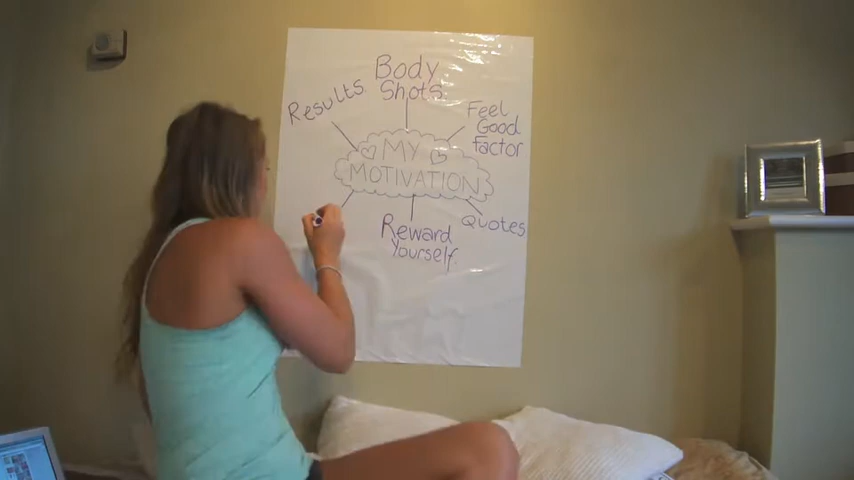 Body
Shots
Results
Feel
Good
Factor
MY
MOTIVATION
Quotes
Reward
Yourself.